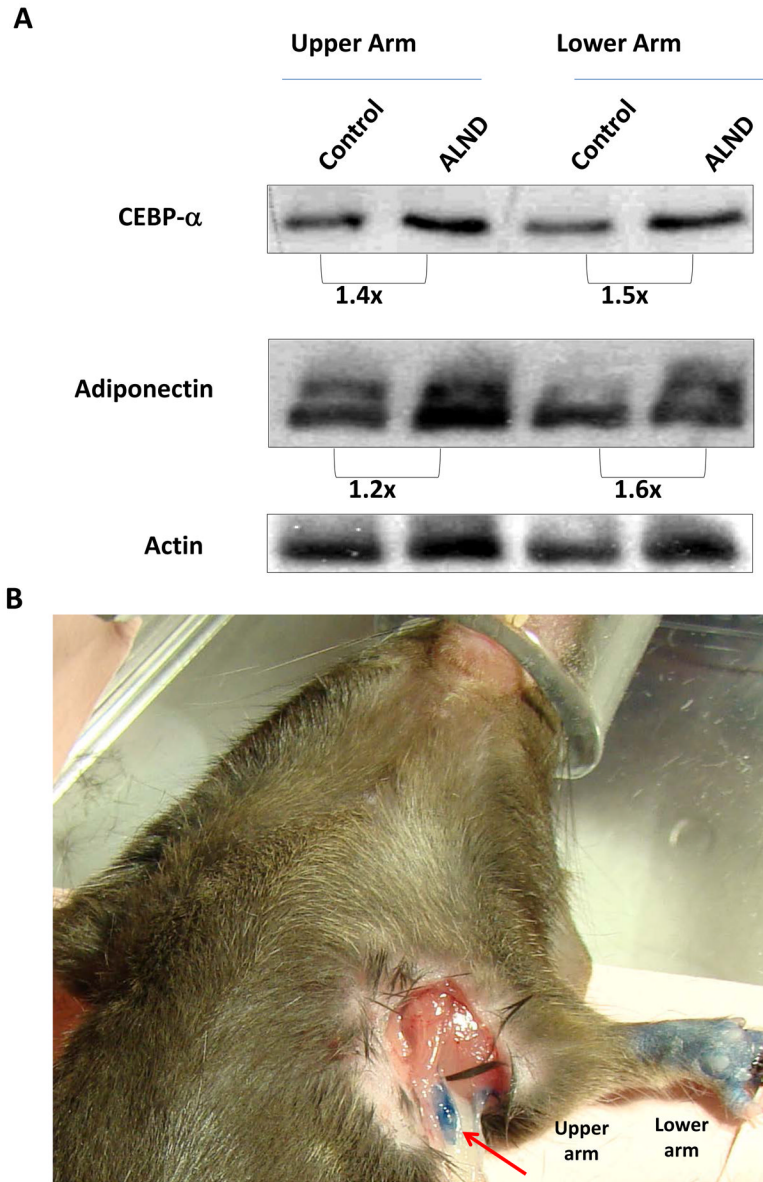 A
Upper Arm Lower Arm
Control ALND Control ALND
CEBP-α
1.4x 1.5x
Adiponectin
1.2x 1.6x
Actin
B
Upper Lower
arm arm